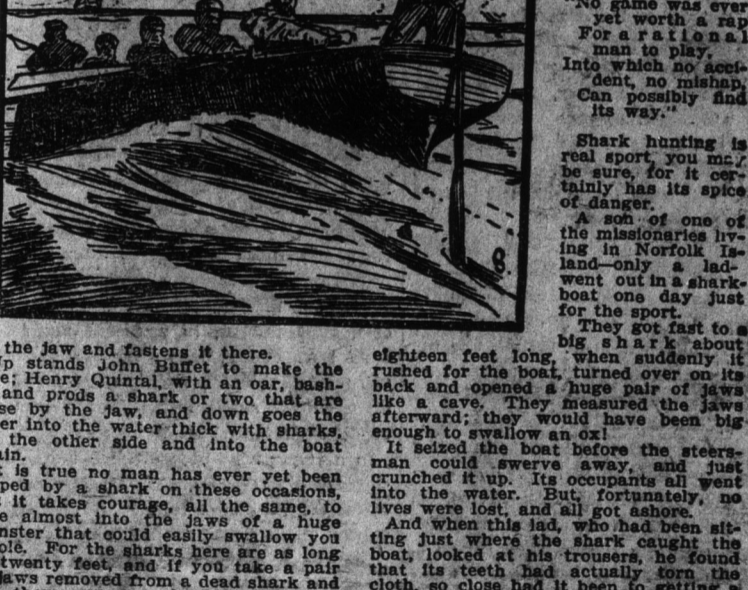 "No game was ever
yet worth a rap
For a rational
man to play,
Into which no acci-
dent, no mishap,
Can possibly find
its way."
Shark hunting is
real sport, you may
be sure, for it cer-
tainly has its spice
of danger.
A son of one of
the missionaries liv-
ing in Norfolk Is-
land—only a lad—
went out in a shark-
boat one day just
for the sport.
They got fast to a
big shark about
the jaw and fastens it there.
Up stands John Buffet to make the
e; Henry Quintal, with an oar, bash-
and prods a shark or two that are
se by the jaw, and down goes the
er into the water thick with sharks,
the other side and into the boat
ain.
t is true no man has ever yet been
ped by a shark on these occasions,
it takes courage, all the same, to
e almost into the jaws of a huge
nster that could easily swallow you
ole. For the sharks here are as long
twenty feet, and if you take a pair
jaws removed from a dead shark and
eighteen feet long, when suddenly it
rushed for the boat, turned over on its
back and opened a huge pair of jaws
like a cave. They measured the jaws
afterward; they would have been big
enough to swallow an ox!
It seized the boat before the steers-
man could swerve away, and just
crunched it up. Its occupants all went
into the water. But, fortunately, no
lives were lost, and all got ashore.
And when this lad, who had been sit-
ting just where the shark caught the
boat, looked at his trousers, he found
that its teeth had actually torn the
cloth, so close had it been to getting a